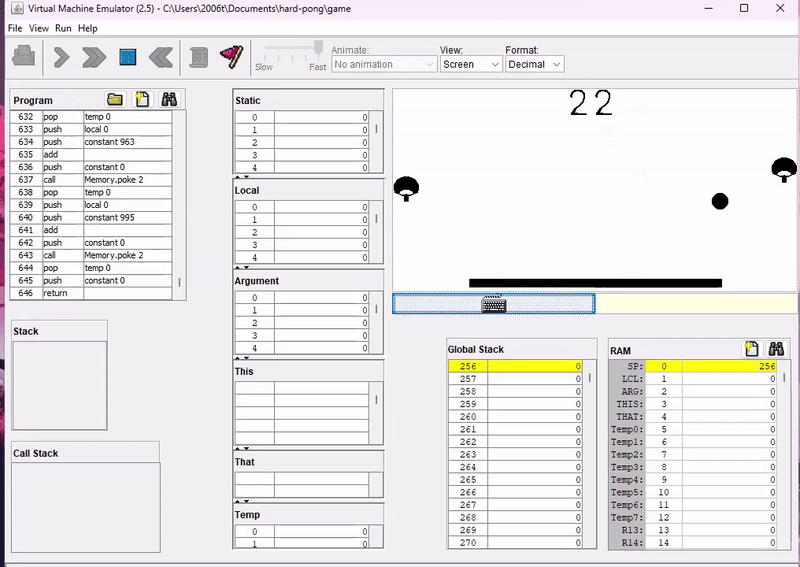 Virtual Machine Emulator (2.5) - C:\Users\2006t\Documents\hard-pong\game
File View Run Help
Animate: View: Format:
Slow Fast No animation Screen Decimal
Program
632 pop temp 0
633 push local 0
634 push constant 963
635 add
636 push constant 0
637 call Memory.poke 2
638 pop temp 0
639 push local 0
640 push constant 995
641 add
642 push constant 0
643 call Memory.poke 2
644 pop temp 0
645 push constant 0
646 return
Stack
Call Stack
Static
0 0
1 0
2 0
3 0
4 0
Local
0 0
1 0
2 0
3 0
4 0
Argument
0 0
1 0
2 0
3 0
4 0
This
That
Temp
0 0
1 0
22
Global Stack
256 0
257 0
258 0
259 0
260 0
261 0
262 0
263 0
264 0
265 0
266 0
267 0
268 0
269 0
270 0
RAM
SP: 0 256
LCL: 1 0
ARG: 2 0
THIS: 3 0
THAT: 4 0
Temp0: 5 0
Temp1: 6 0
Temp2: 7 0
Temp3: 8 0
Temp4: 9 0
Temp5: 10 0
Temp6: 11 0
Temp7: 12 0
R13: 13 0
R14: 14 0